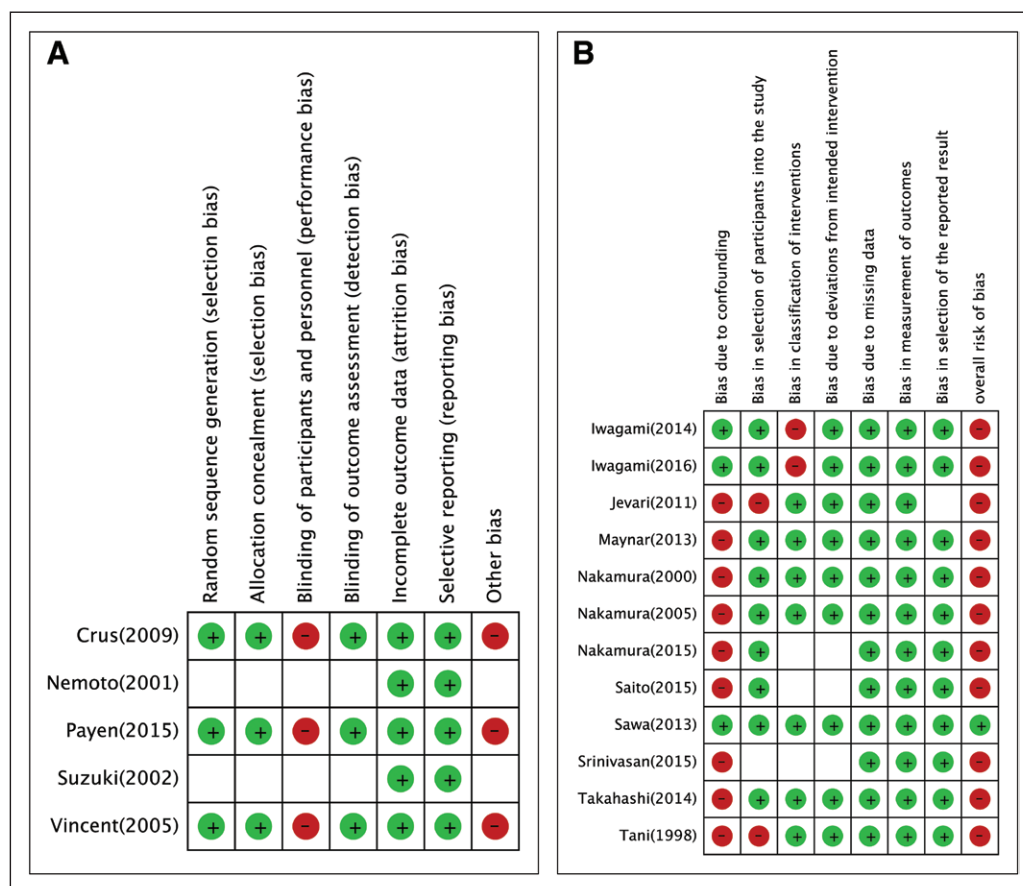 A
Random sequence generation (selection bias)
Allocation concealment (selection bias)
Blinding of participants and personnel (performance bias)
Blinding of outcome assessment (detection bias)
Incomplete outcome data (attrition bias)
Selective reporting (reporting bias)
Other bias
Crus(2009) + + - + + + -
Nemoto(2001) + +
Payen(2015) + + - + + + -
Suzuki(2002) + +
Vincent(2005) + + - + + + -
B
Bias due to confounding
Bias in selection of participants into the study
Bias in classification of interventions
Bias due to deviations from intended intervention
Bias due to missing data
Bias in measurement of outcomes
Bias in selection of the reported result
overall risk of bias
Iwagami(2014) + + - + + + + -
Iwagami(2016) + + - + + + + -
Jevari(2011) - - + + + + -
Maynar(2013) - + + + + + + -
Nakamura(2000) - + + + + + + -
Nakamura(2005) - + + + + + + -
Nakamura(2015) - + + + + -
Saito(2015) - + + + + -
Sawa(2013) + + + + + + + +
Srinivasan(2015) - + + + -
Takahashi(2014) - + + + + + + -
Tani(1998) - - + + + + + -